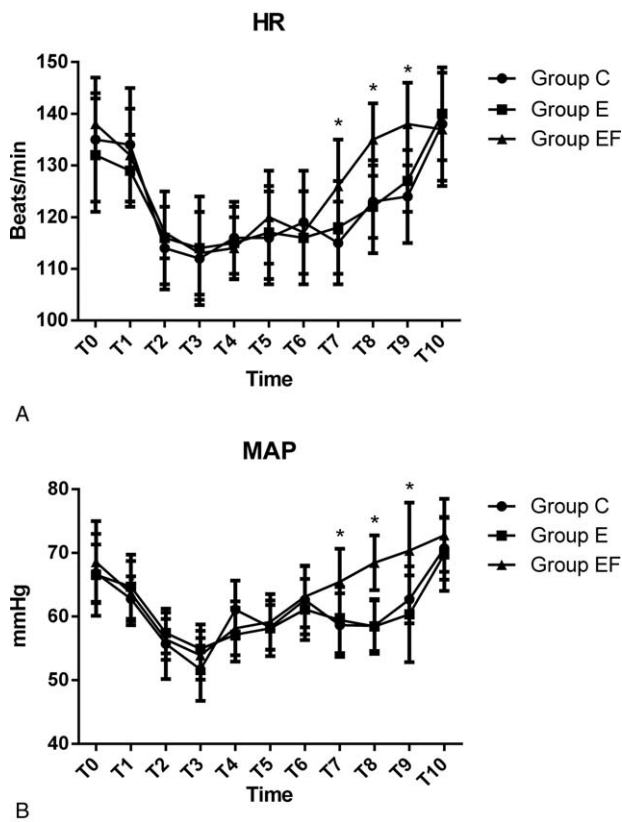 HR
150
140
130
120
110
100
Beats/min
* * *
Group C
Group E
Group EF
T0 T1 T2 T3 T4 T5 T6 T7 T8 T9 T10
Time
A
MAP
80
70
60
50
40
mmHg
* * *
Group C
Group E
Group EF
T0 T1 T2 T3 T4 T5 T6 T7 T8 T9 T10
Time
B